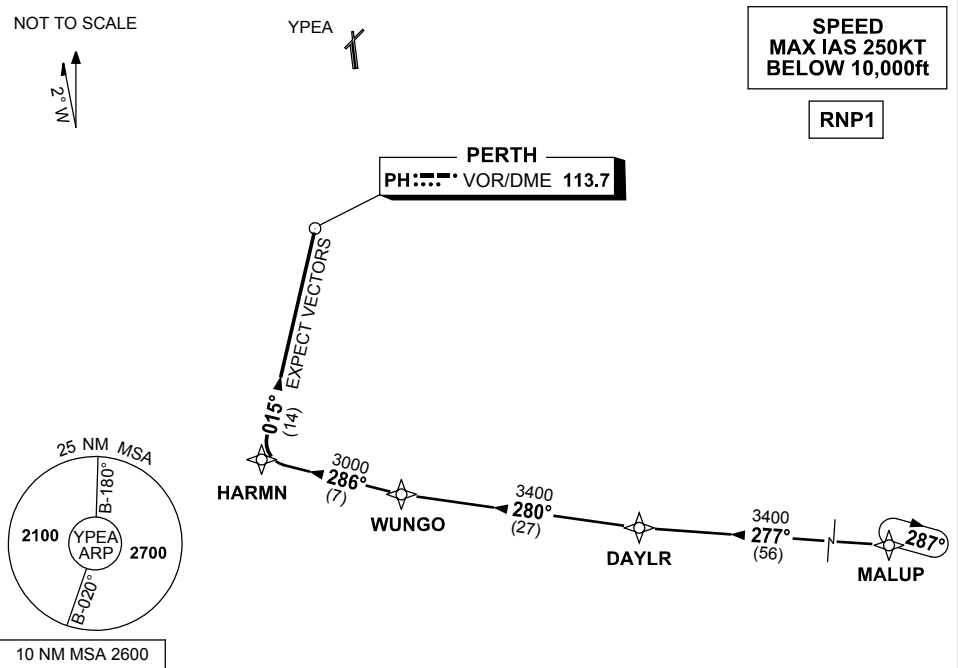 NOT TO SCALE
2° W
YPEA
SPEED
MAX IAS 250KT
BELOW 10,000ft
RNP1
PERTH
PH VOR/DME 113.7
EXPECT VECTORS
015°
(14)
HARMN
3000
286°
(7)
WUNGO
3400
280°
(27)
DAYLR
3400
277°
(56)
287°
MALUP
25 NM MSA
B-180°
2100
YPEA
ARP
2700
B-020°
10 NM MSA 2600